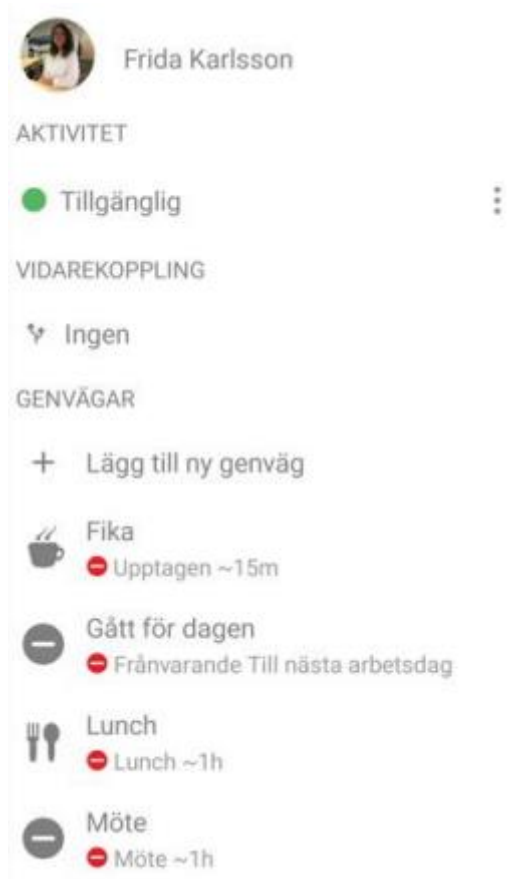 Frida Karlsson
AKTIVITET
Tillgänglig
VIDAREKOPPLING
Ingen
GENVÄGAR
Lägg till ny genväg
Fika
Upptagen ~15m
Gått för dagen
Frånvarande Till nästa arbetsdag
Lunch
Lunch ~1h
Möte
Möte ~1h